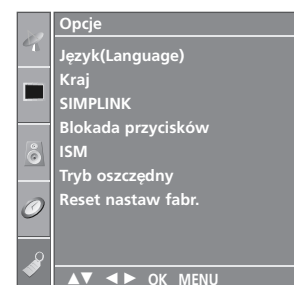 Opcje
Język(Language)
Kraj
SIMPLINK
Blokada przycisków
ISM
Tryb oszczędny
Reset nastaw fabr.
▲▼ ◄► OK MENU